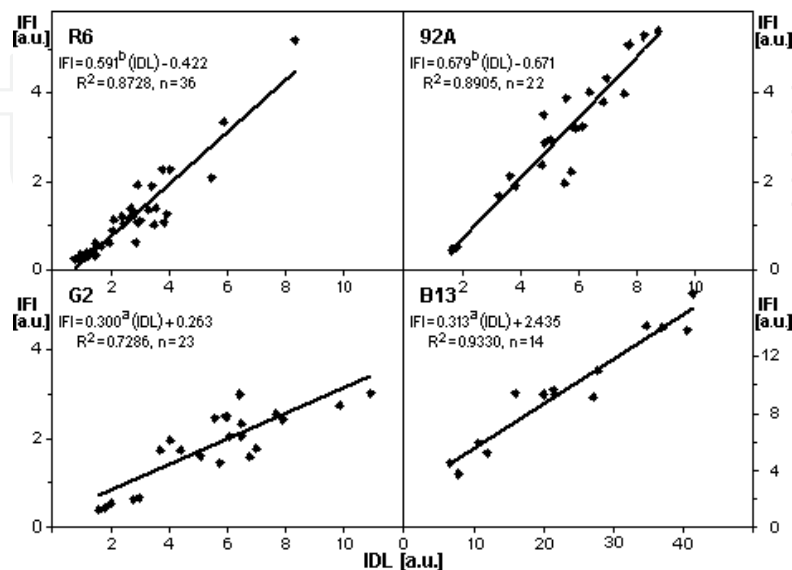 IFI
[a.u.]
R6
IFI=0.591b(IDL)-0.422
R2=0.8728, n=36
4
2
0
2 4 6 8 10
92A
IFI=0.679b(IDL)-0.671
R2=0.8905, n=22
IFI
[a.u.]
4
2
0
2 4 6 8 10
IFI
[a.u.]
G2
IFI=0.300a(IDL)+0.263
R2=0.7286, n=23
4
2
0
2 4 6 8 10
B13
IFI=0.313a(IDL)+2.435
R2=0.9330, n=14
IFI
[a.u.]
12
8
4
0
10 20 30 40
IDL [a.u.]